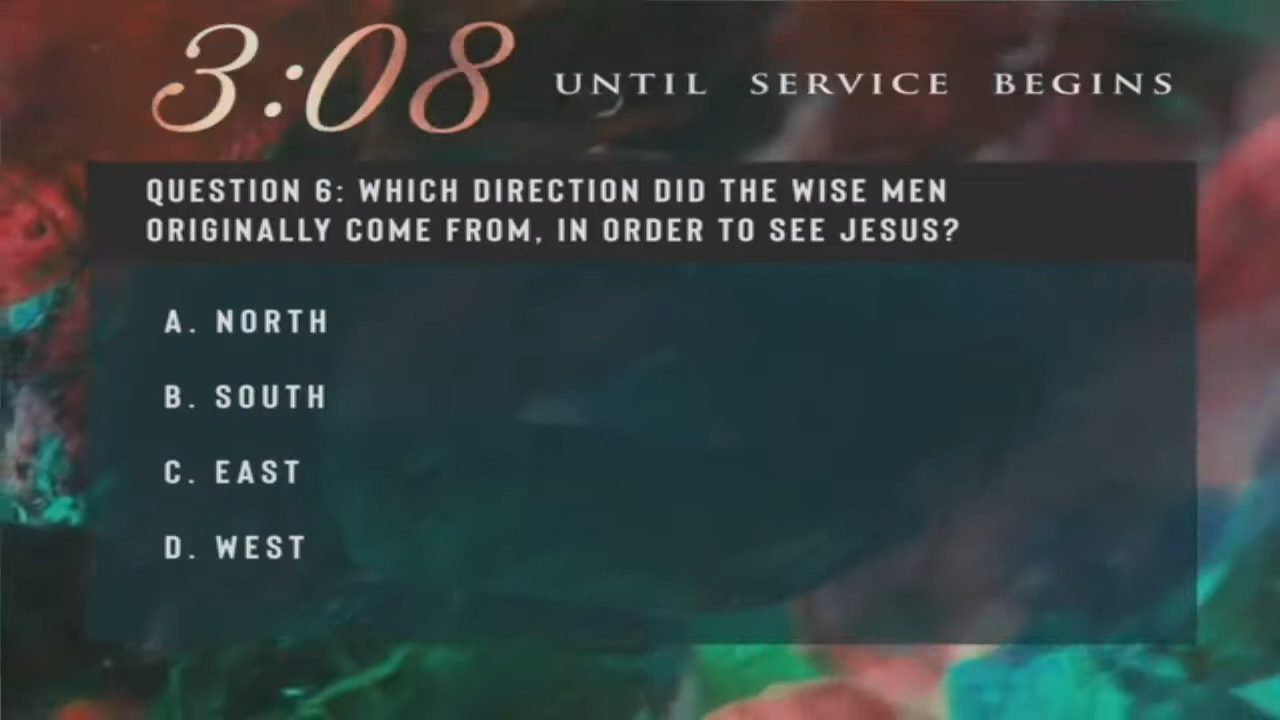 3:08 UNTIL SERVICE BEGINS
QUESTION 6: WHICH DIRECTION DID THE WISE MEN
ORIGINALLY COME FROM, IN ORDER TO SEE JESUS?
A. NORTH
B. SOUTH
C. EAST
D. WEST